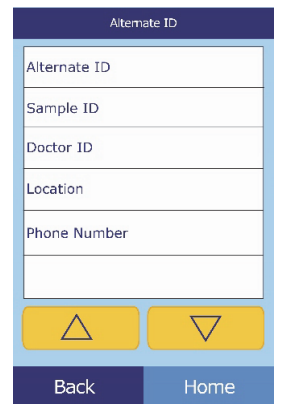 Alternate ID
Alternate ID
Sample ID
Doctor ID
Location
Phone Number
Back Home